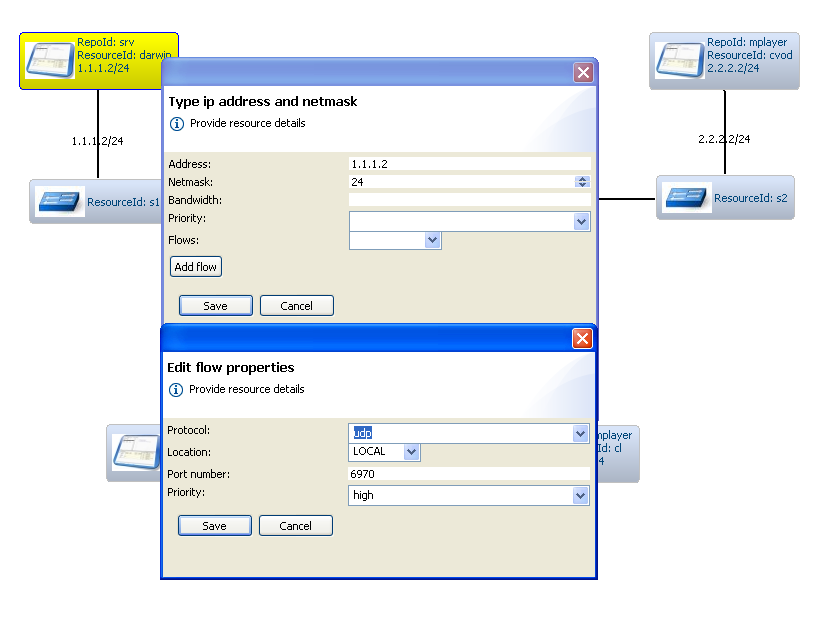 RepoId: srv
ResourceId: darwin
1.1.1.2/24
RepoId: mplayer
ResourceId: cvod
2.2.2.2/24
1.1.1.2/24
2.2.2.2/24
ResourceId: s1
ResourceId: s2
Type ip address and netmask
Provide resource details
Address: 1.1.1.2
Netmask: 24
Bandwidth:
Priority:
Flows:
Add flow
Save Cancel
Edit flow properties
Provide resource details
Protocol: udp
Location: LOCAL
Port number: 6970
Priority: high
Save Cancel
mplayer
Id: cl
4